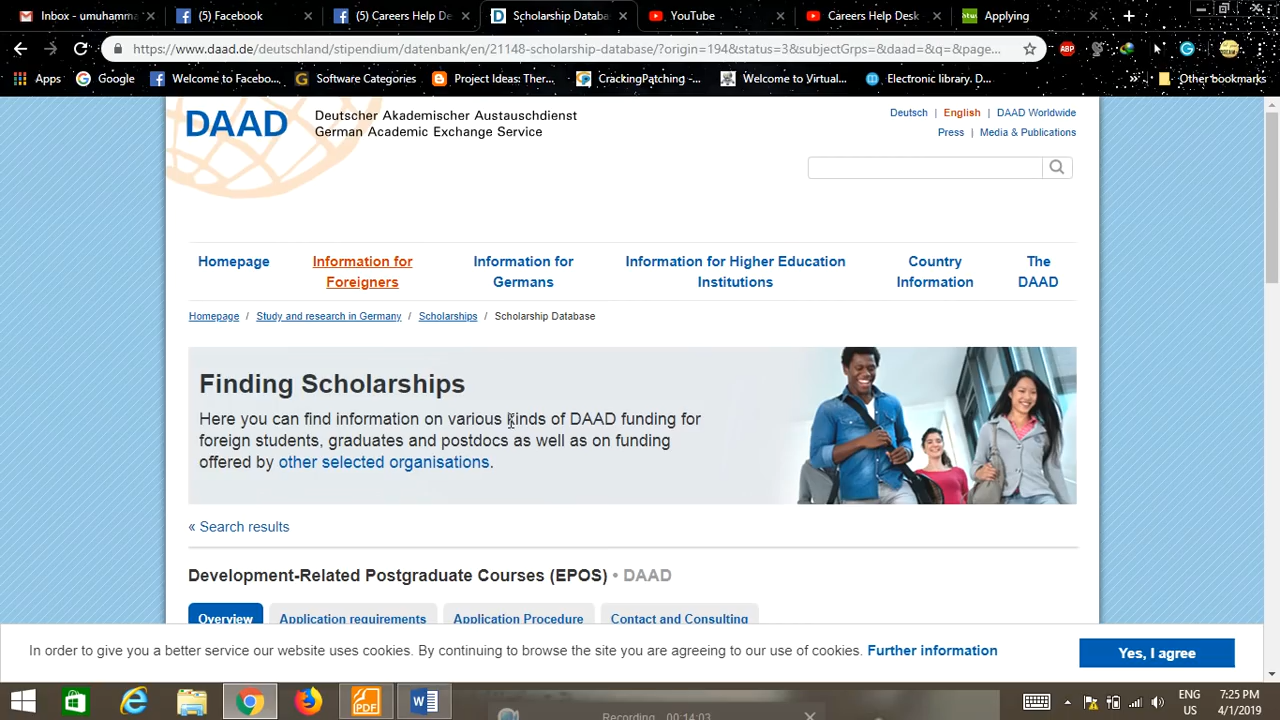 Inbox - umuhamma
(5) Facebook
(5) Careers Help De
Scholarship Databa
YouTube
Careers Help Desk
Applying
https://www.daad.de/deutschland/stipendium/datenbank/en/21148-scholarship-database/?origin=194&status=3&subjectGrps=&daad=&q=&page...
ABP
Apps
Google
Welcome to Facebo...
Software Categories
Project Ideas: Ther...
CrackingPatching -...
Welcome to Virtual...
Electronic library. D...
Other bookmarks
DAAD
Deutscher Akademischer Austauschdienst
German Academic Exchange Service
Deutsch | English | DAAD Worldwide
Press | Media & Publications
Homepage
Information for
Foreigners
Information for
Germans
Information for Higher Education
Institutions
Country
Information
The
DAAD
Homepage / Study and research in Germany / Scholarships / Scholarship Database
Finding Scholarships
Here you can find information on various kinds of DAAD funding for
foreign students, graduates and postdocs as well as on funding
offered by other selected organisations.
« Search results
Development-Related Postgraduate Courses (EPOS) • DAAD
Overview
Application requirements
Application Procedure
Contact and Consulting
In order to give you a better service our website uses cookies. By continuing to browse the site you are agreeing to our use of cookies. Further information
Yes, I agree
Recording 00:14:03
PDF
ENG
US
7:25 PM
4/1/2019